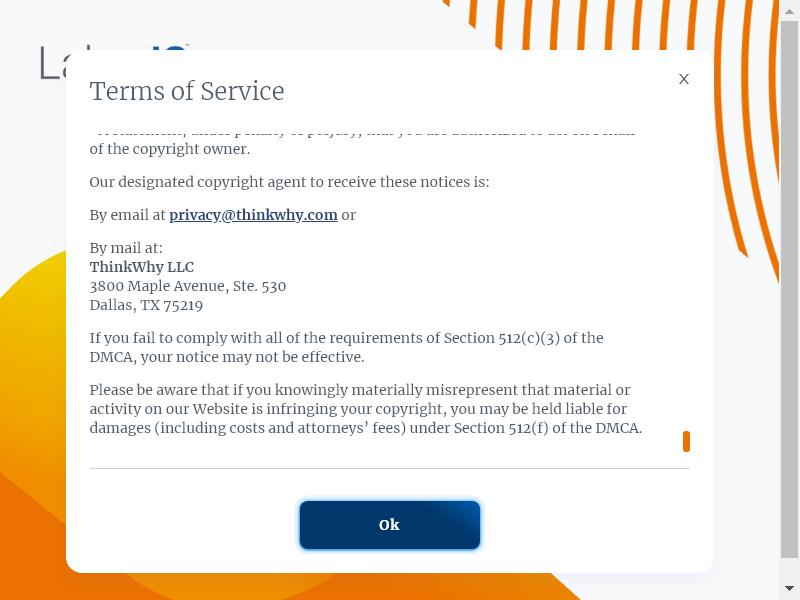 Terms of Service
X
of the copyright owner.
Our designated copyright agent to receive these notices is:
By email at privacy@thinkwhy.com or
By mail at:
ThinkWhy LLC
3800 Maple Avenue, Ste. 530
Dallas, TX 75219
If you fail to comply with all of the requirements of Section 512(c)(3) of the
DMCA, your notice may not be effective.
Please be aware that if you knowingly materially misrepresent that material or
activity on our Website is infringing your copyright, you may be held liable for
damages (including costs and attorneys’ fees) under Section 512(f) of the DMCA.
Ok